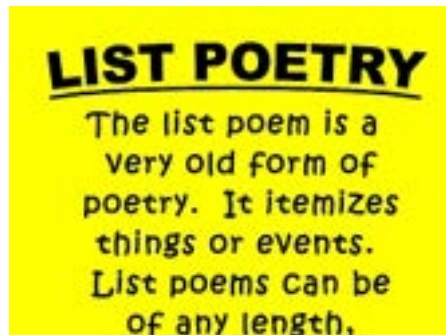 LIST POETRY
The list poem is a
very old form of
poetry. It itemizes
things or events.
List poems can be
of any length,